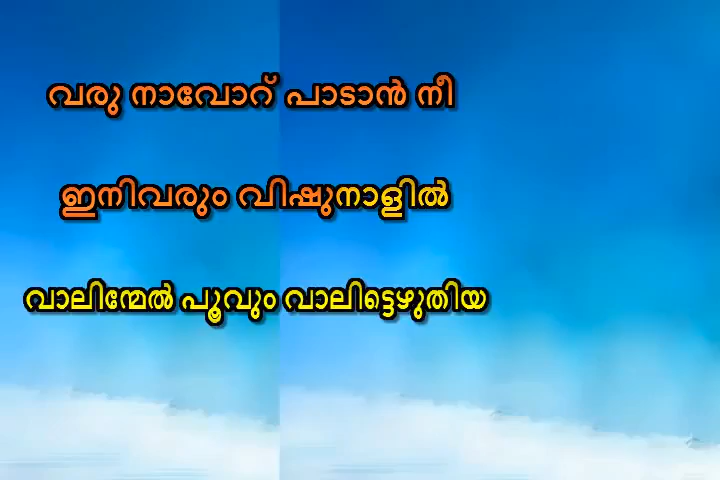 വരു നാവോറ് പാടാൻ നീ
ഇനിവരും വിഷുനാളിൽ
വാലിന്മേൽ പൂവും വാലിട്ടെഴുതിയ